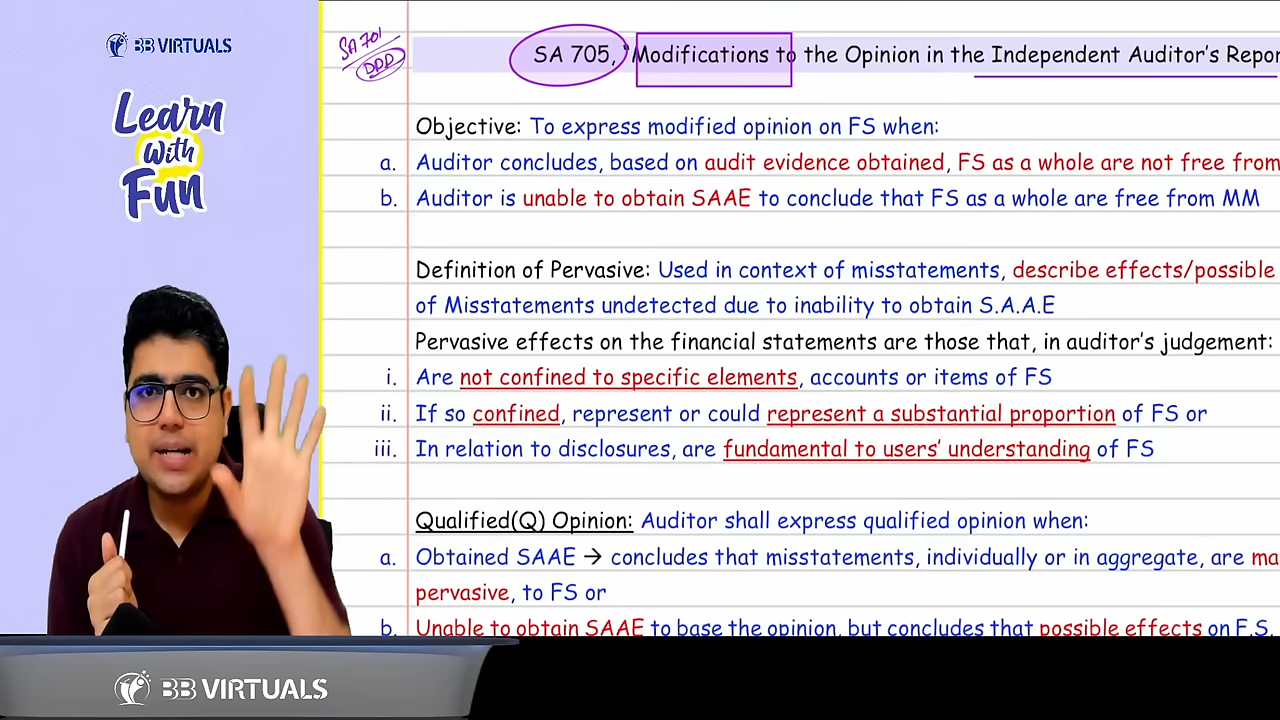 BB VIRTUALS
Learn
With
Fun
SA 701
DDD
SA 705, "Modifications to the Opinion in the Independent Auditor's Repor
Objective: To express modified opinion on FS when:
a. Auditor concludes, based on audit evidence obtained, FS as a whole are not free from
b. Auditor is unable to obtain SAAE to conclude that FS as a whole are free from MM
Definition of Pervasive: Used in context of misstatements, describe effects/possible
of Misstatements undetected due to inability to obtain S.A.A.E
Pervasive effects on the financial statements are those that, in auditor's judgement:
i. Are not confined to specific elements, accounts or items of FS
ii. If so confined, represent or could represent a substantial proportion of FS or
iii. In relation to disclosures, are fundamental to users' understanding of FS
Qualified(Q) Opinion: Auditor shall express qualified opinion when:
a. Obtained SAAE → concludes that misstatements, individually or in aggregate, are ma
pervasive, to FS or
b. Unable to obtain SAAE to base the opinion, but concludes that possible effects on F.S.
BB VIRTUALS